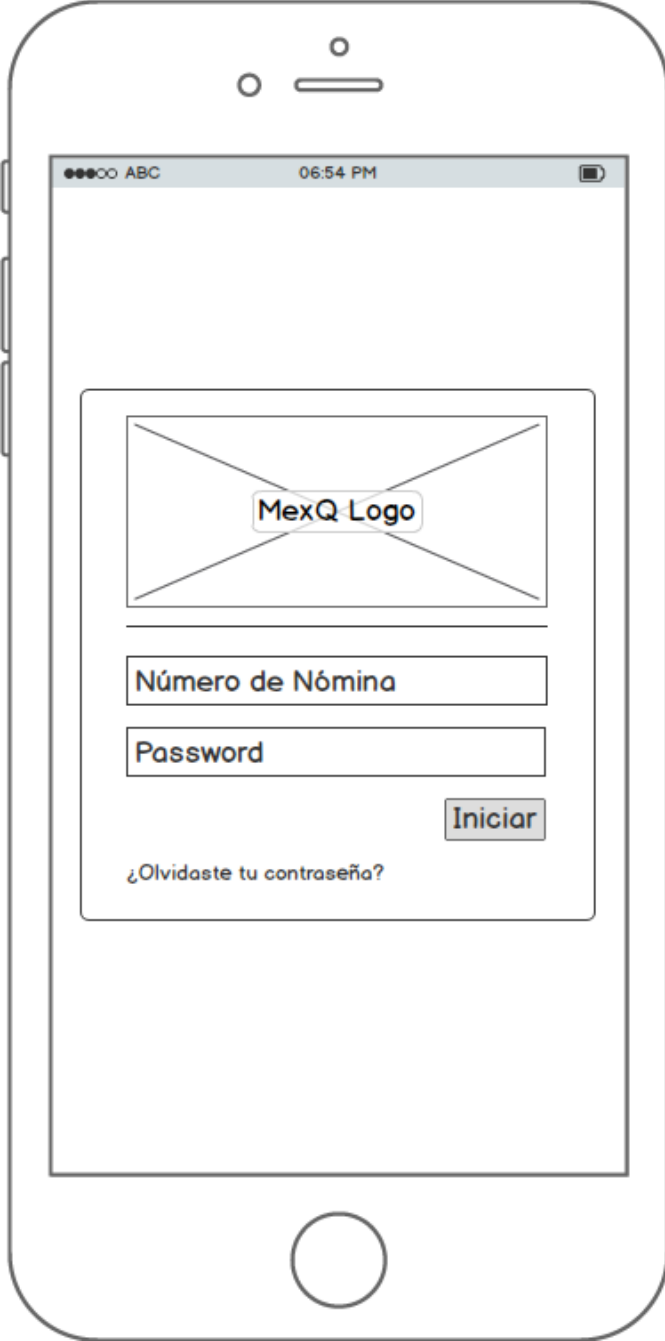 ABC 06:54 PM
MexQ Logo
Número de Nómina
Password
Iniciar
¿Olvidaste tu contraseña?